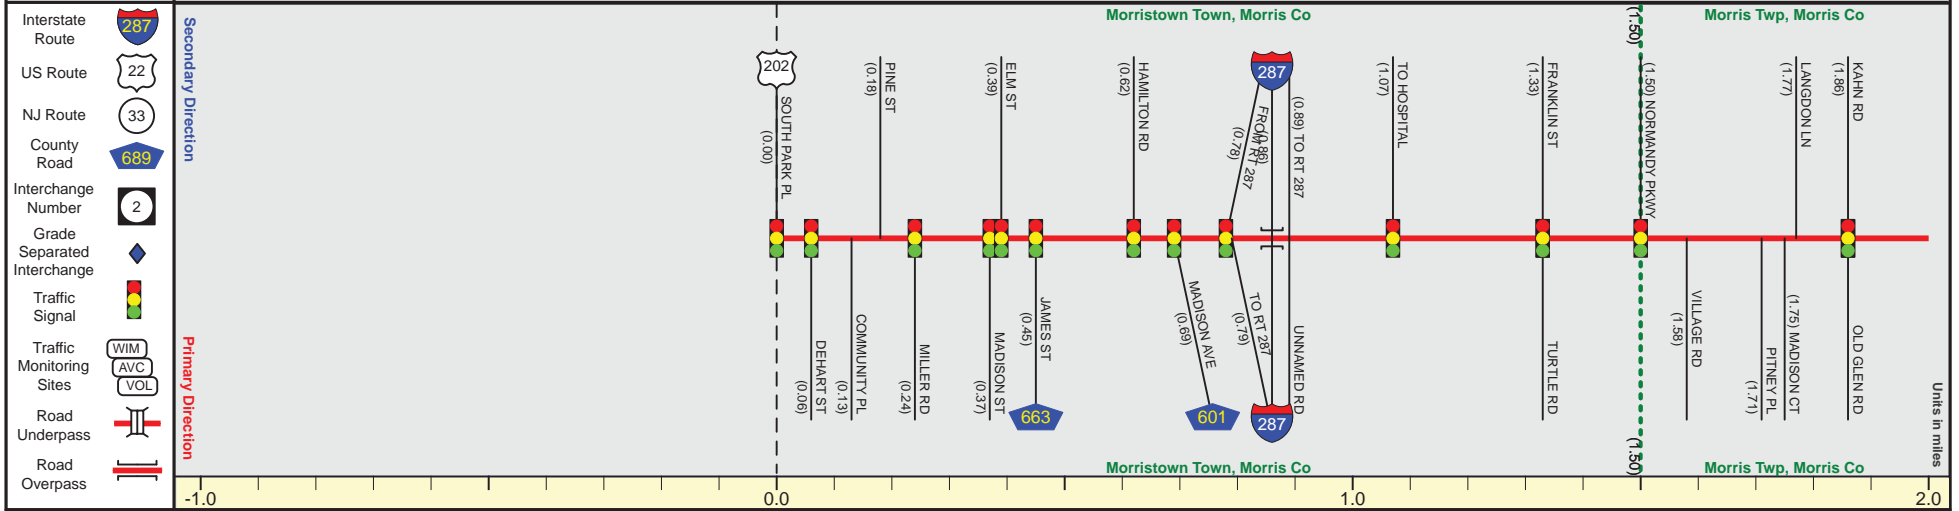 Interstate
Route
287
US Route
22
NJ Route
33
County
Road
689
Interchange
Number
2
Grade
Separated
Interchange
Traffic
Signal
Traffic
Monitoring
Sites
WIM
AVC
VOL
Road
Underpass
Road
Overpass
Secondary Direction
Primary Direction
Morristown Town, Morris Co
(1.50)
Morris Twp, Morris Co
202
SOUTH PARK PL
(0.00)
PINE ST
(0.18)
ELM ST
(0.39)
HAMILTON RD
(0.62)
287
FROM RT 287
(0.78)
(0.86)
(0.89) TO RT 287
TO HOSPITAL
(1.07)
FRANKLIN ST
(1.33)
(1.50) NORMANDY PKWY
LANGDON LN
(1.77)
KAHN RD
(1.86)
DEHART ST
(0.06)
COMMUNITY PL
(0.13)
MILLER RD
(0.24)
MADISON ST
(0.37)
JAMES ST
(0.45)
663
MADISON AVE
(0.69)
601
TO RT 287
(0.79)
287
UNNAMED RD
TURTLE RD
VILLAGE RD
(1.58)
PITNEY PL
(1.71)
(1.75) MADISON CT
OLD GLEN RD
Morristown Town, Morris Co
(1.50)
Morris Twp, Morris Co
Units in miles
-1.0
0.0
1.0
2.0